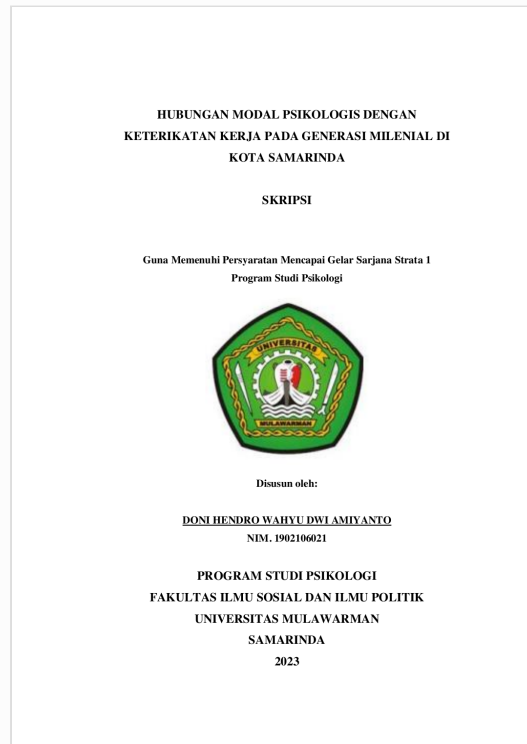 HUBUNGAN MODAL PSIKOLOGIS DENGAN
KETERIKATAN KERJA PADA GENERASI MILENIAL DI
KOTA SAMARINDA
SKRIPSI
Guna Memenuhi Persyaratan Mencapai Gelar Sarjana Strata 1
Program Studi Psikologi
UNIVERSITAS
MULAWARMAN
Disusun oleh:
DONI HENDRO WAHYU DWI AMIYANTO
NIM. 1902106021
PROGRAM STUDI PSIKOLOGI
FAKULTAS ILMU SOSIAL DAN ILMU POLITIK
UNIVERSITAS MULAWARMAN
SAMARINDA
2023